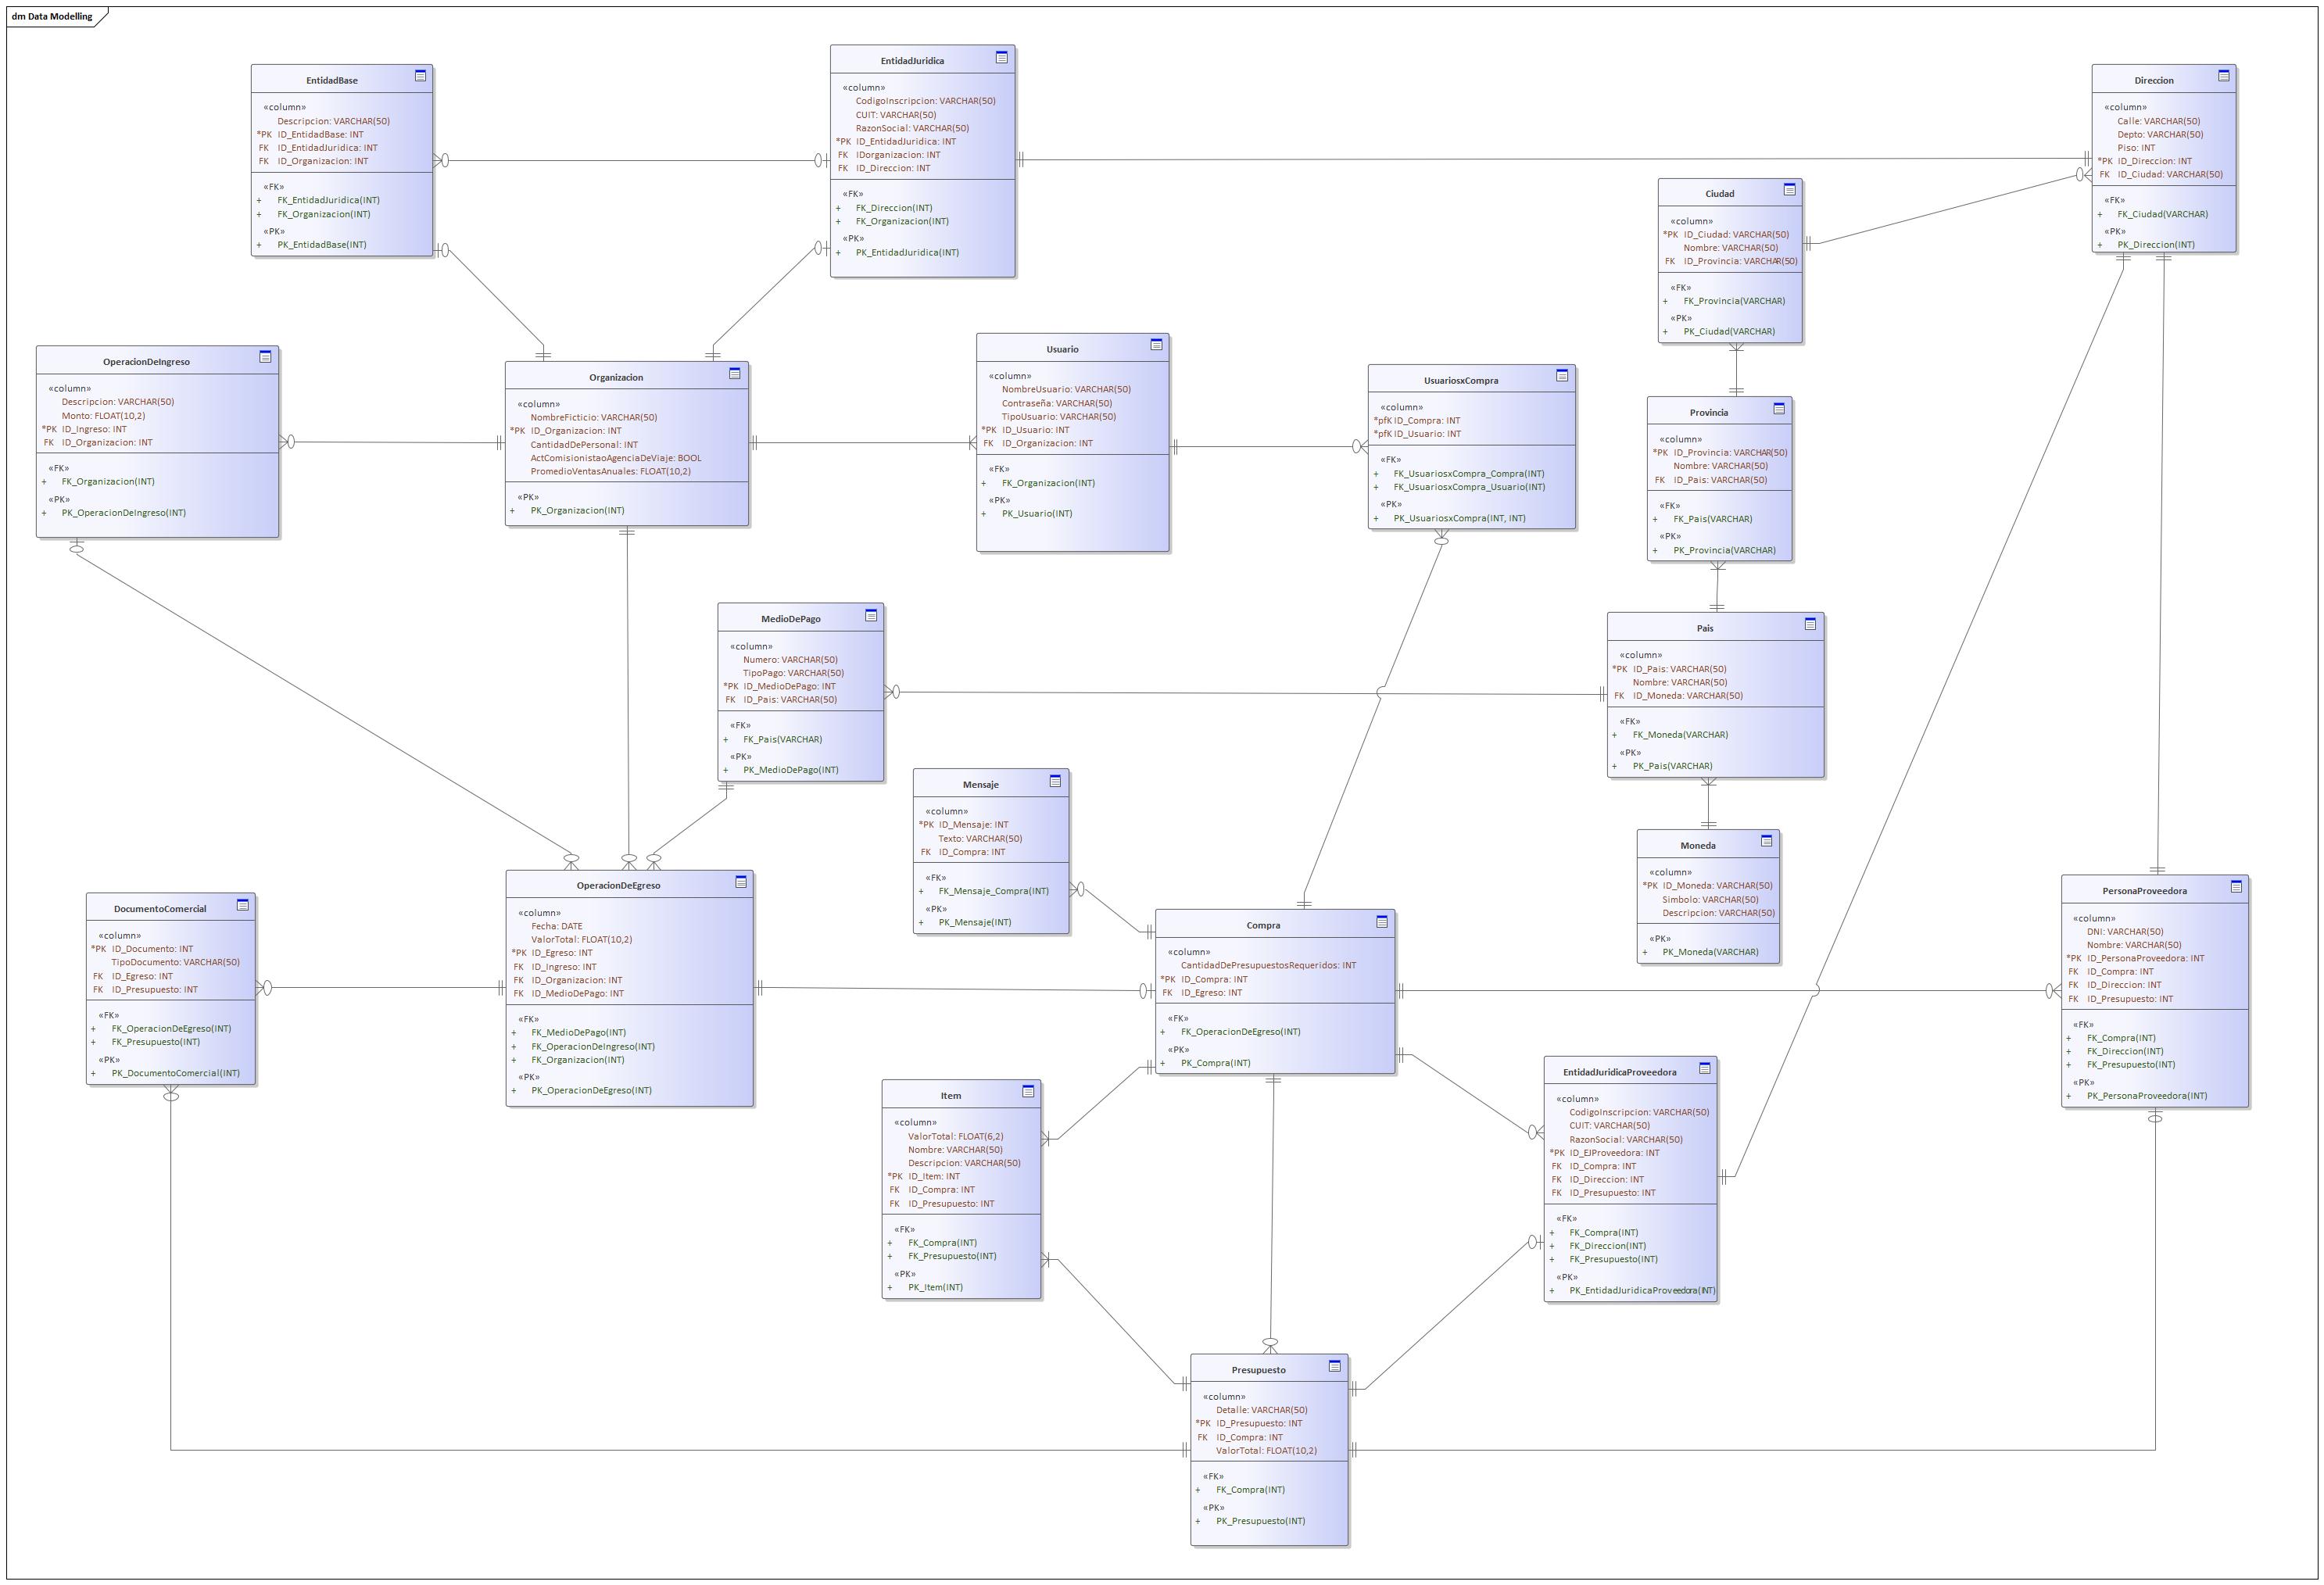 dm Data Modelling
EntidadBase
«column»
Descripcion: VARCHAR(50)
*PK ID_EntidadBase: INT
FK ID_EntidadJuridica: INT
FK ID_Organizacion: INT
«FK»
+ FK_EntidadJuridica(INT)
+ FK_Organizacion(INT)
«PK»
+ PK_EntidadBase(INT)
EntidadJuridica
«column»
CodigoInscripcion: VARCHAR(50)
CUIT: VARCHAR(50)
RazonSocial: VARCHAR(50)
*PK ID_EntidadJuridica: INT
FK IDorganizacion: INT
FK ID_Direccion: INT
«FK»
+ FK_Direccion(INT)
+ FK_Organizacion(INT)
«PK»
+ PK_EntidadJuridica(INT)
Direccion
«column»
Calle: VARCHAR(50)
Depto: VARCHAR(50)
Piso: INT
*PK ID_Direccion: INT
FK ID_Ciudad: VARCHAR(50)
«FK»
+ FK_Ciudad(VARCHAR)
«PK»
+ PK_Direccion(INT)
Ciudad
«column»
*PK ID_Ciudad: VARCHAR(50)
Nombre: VARCHAR(50)
FK ID_Provincia: VARCHAR(50)
«FK»
+ FK_Provincia(VARCHAR)
«PK»
+ PK_Ciudad(VARCHAR)
OperacionDeIngreso
«column»
Descripcion: VARCHAR(50)
Monto: FLOAT(10,2)
*PK ID_Ingreso: INT
FK ID_Organizacion: INT
«FK»
+ FK_Organizacion(INT)
«PK»
+ PK_OperacionDeIngreso(INT)
Organizacion
«column»
NombreFicticio: VARCHAR(50)
*PK ID_Organizacion: INT
CantidadDePersonal: INT
ActComisionistaoAgenciaDeViaje: BOOL
PromedioVentasAnuales: FLOAT(10,2)
«PK»
+ PK_Organizacion(INT)
Usuario
«column»
NombreUsuario: VARCHAR(50)
Contraseña: VARCHAR(50)
TipoUsuario: VARCHAR(50)
*PK ID_Usuario: INT
FK ID_Organizacion: INT
«FK»
+ FK_Organizacion(INT)
«PK»
+ PK_Usuario(INT)
UsuariosxCompra
«column»
*pfK ID_Compra: INT
*pfK ID_Usuario: INT
«FK»
+ FK_UsuariosxCompra_Compra(INT)
+ FK_UsuariosxCompra_Usuario(INT)
«PK»
+ PK_UsuariosxCompra(INT, INT)
Provincia
«column»
*PK ID_Provincia: VARCHAR(50)
Nombre: VARCHAR(50)
FK ID_Pais: VARCHAR(50)
«FK»
+ FK_Pais(VARCHAR)
«PK»
+ PK_Provincia(VARCHAR)
MedioDePago
«column»
Numero: VARCHAR(50)
TipoPago: VARCHAR(50)
*PK ID_MedioDePago: INT
FK ID_Pais: VARCHAR(50)
«FK»
+ FK_Pais(VARCHAR)
«PK»
+ PK_MedioDePago(INT)
Pais
«column»
*PK ID_Pais: VARCHAR(50)
Nombre: VARCHAR(50)
FK ID_Moneda: VARCHAR(50)
«FK»
+ FK_Moneda(VARCHAR)
«PK»
+ PK_Pais(VARCHAR)
Mensaje
«column»
*PK ID_Mensaje: INT
Texto: VARCHAR(50)
FK ID_Compra: INT
«FK»
+ FK_Mensaje_Compra(INT)
«PK»
+ PK_Mensaje(INT)
Moneda
«column»
*PK ID_Moneda: VARCHAR(50)
Simbolo: VARCHAR(50)
Descripcion: VARCHAR(50)
«PK»
+ PK_Moneda(VARCHAR)
DocumentoComercial
«column»
*PK ID_Documento: INT
TipoDocumento: VARCHAR(50)
FK ID_Egreso: INT
FK ID_Presupuesto: INT
«FK»
+ FK_OperacionDeEgreso(INT)
+ FK_Presupuesto(INT)
«PK»
+ PK_DocumentoComercial(INT)
OperacionDeEgreso
«column»
Fecha: DATE
ValorTotal: FLOAT(10,2)
*PK ID_Egreso: INT
FK ID_Ingreso: INT
FK ID_Organizacion: INT
FK ID_MedioDePago: INT
«FK»
+ FK_MedioDePago(INT)
+ FK_OperacionDeIngreso(INT)
+ FK_Organizacion(INT)
«PK»
+ PK_OperacionDeEgreso(INT)
Compra
«column»
CantidadDePresupuestosRequeridos: INT
*PK ID_Compra: INT
FK ID_Egreso: INT
«FK»
+ FK_OperacionDeEgreso(INT)
«PK»
+ PK_Compra(INT)
PersonaProveedora
«column»
DNI: VARCHAR(50)
Nombre: VARCHAR(50)
*PK ID_PersonaProveedora: INT
FK ID_Compra: INT
FK ID_Direccion: INT
FK ID_Presupuesto: INT
«FK»
+ FK_Compra(INT)
+ FK_Direccion(INT)
+ FK_Presupuesto(INT)
«PK»
+ PK_PersonaProveedora(INT)
Item
«column»
ValorTotal: FLOAT(6,2)
Nombre: VARCHAR(50)
Descripcion: VARCHAR(50)
*PK ID_Item: INT
FK ID_Compra: INT
FK ID_Presupuesto: INT
«FK»
+ FK_Compra(INT)
+ FK_Presupuesto(INT)
«PK»
+ PK_Item(INT)
EntidadJuridicaProveedora
«column»
CodigoInscripcion: VARCHAR(50)
CUIT: VARCHAR(50)
RazonSocial: VARCHAR(50)
*PK ID_EJProveedora: INT
FK ID_Compra: INT
FK ID_Direccion: INT
FK ID_Presupuesto: INT
«FK»
+ FK_Compra(INT)
+ FK_Direccion(INT)
+ FK_Presupuesto(INT)
«PK»
+ PK_EntidadJuridicaProveedora(INT)
Presupuesto
«column»
Detalle: VARCHAR(50)
*PK ID_Presupuesto: INT
FK ID_Compra: INT
ValorTotal: FLOAT(10,2)
«FK»
+ FK_Compra(INT)
«PK»
+ PK_Presupuesto(INT)